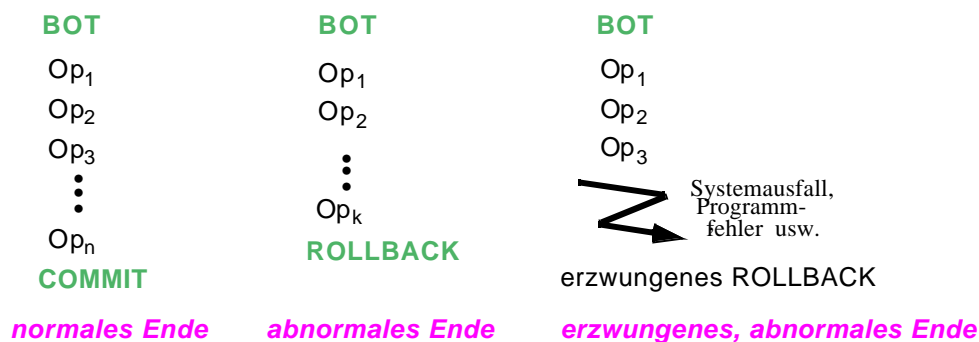 BOT
Op1
Op2
Op3
Opn
COMMIT
normales Ende
BOT
Op1
Op2
Opk
ROLLBACK
abnormales Ende
BOT
Op1
Op2
Op3
Systemausfall,
Programm-
fehler usw.
erzwungenes ROLLBACK
erzwungenes, abnormales Ende